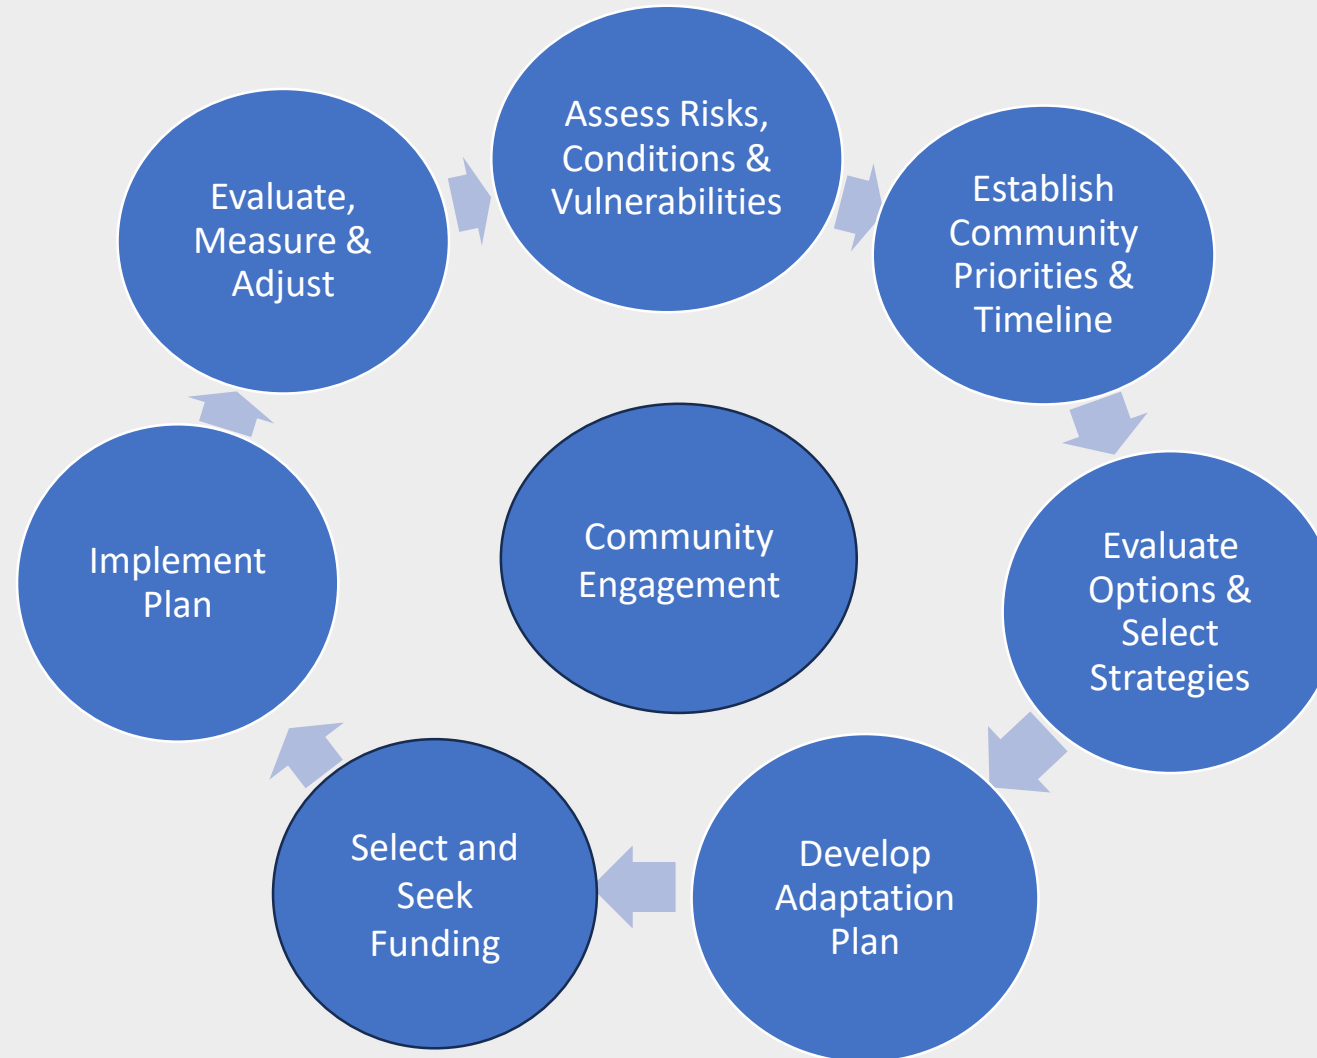 Assess Risks,
Conditions &
Vulnerabilities
Establish
Community
Priorities &
Timeline
Evaluate
Options &
Select
Strategies
Develop
Adaptation
Plan
Select and
Seek
Funding
Implement
Plan
Evaluate,
Measure &
Adjust
Community
Engagement